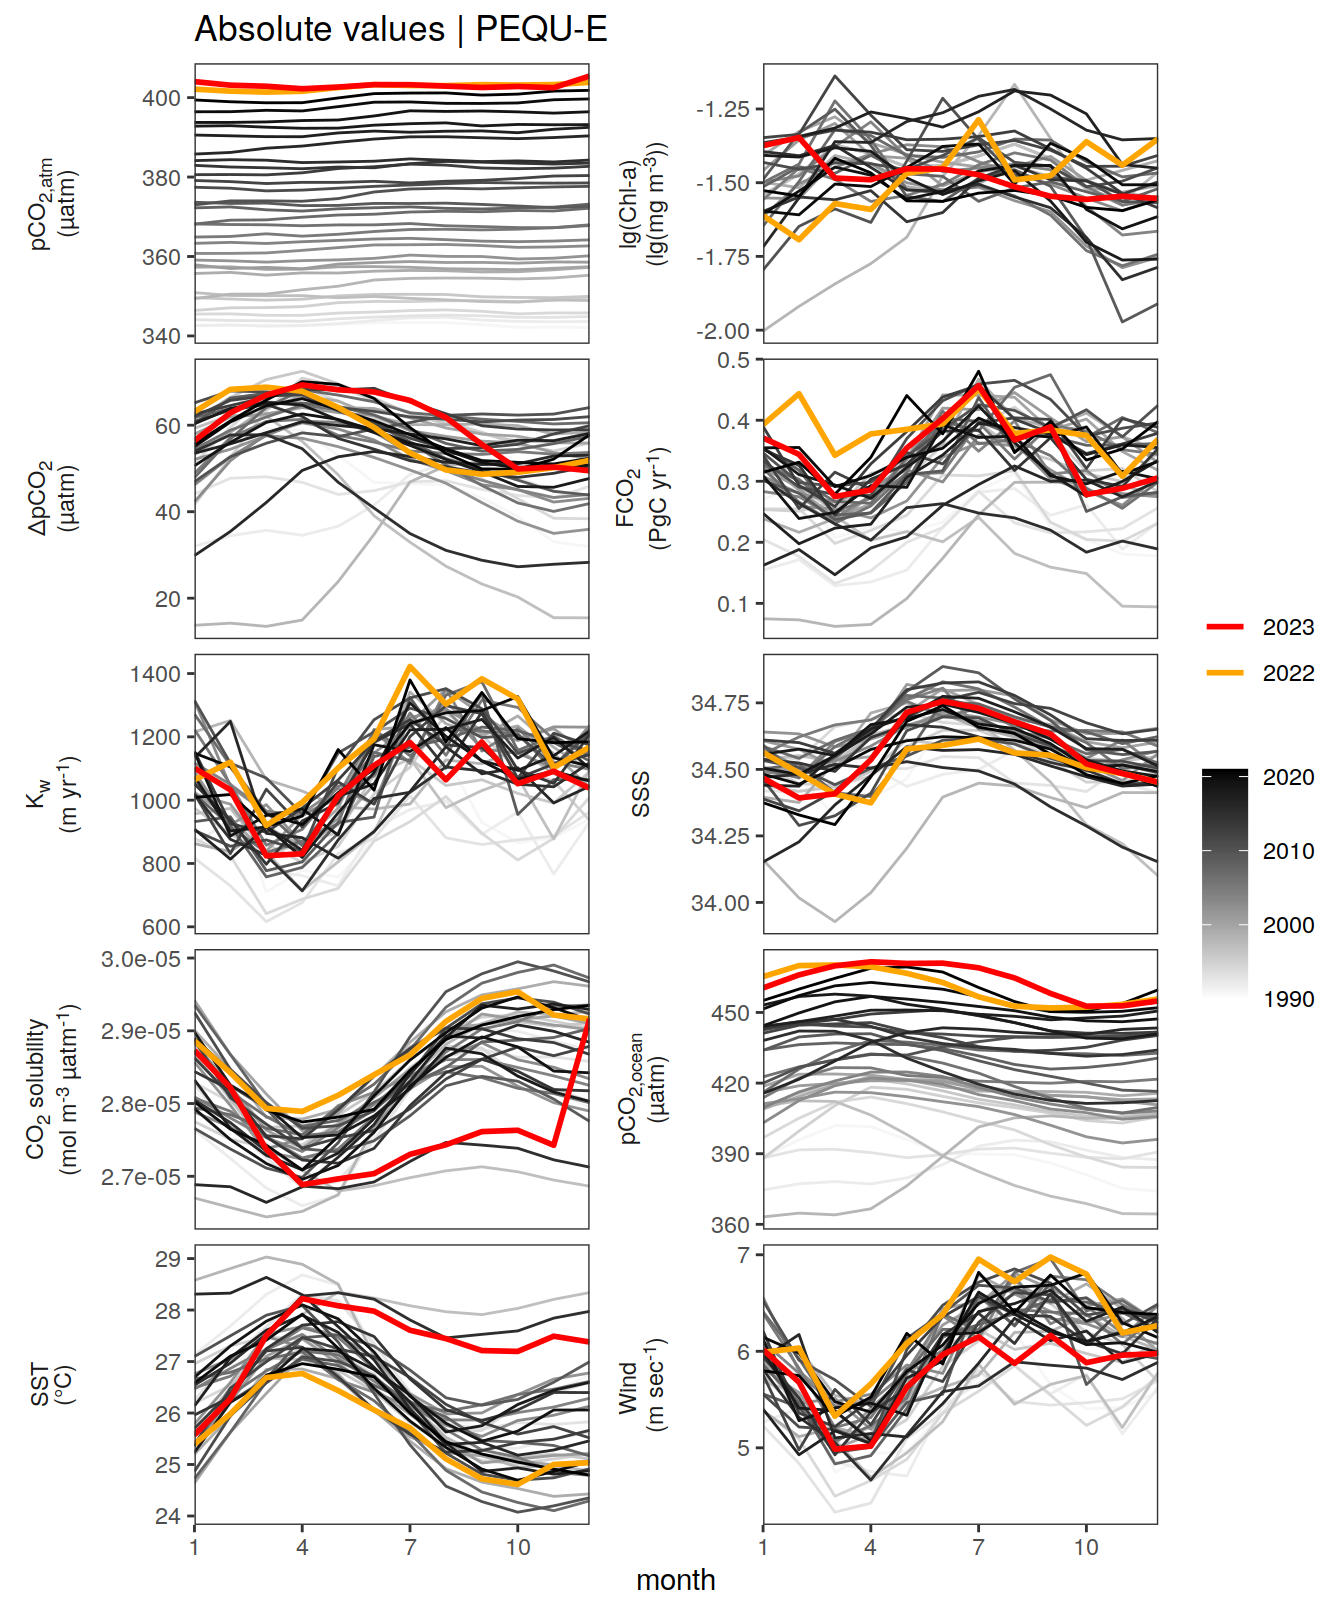 Absolute values | PEQU-E
pCO2,atm
(µatm)
400
380
360
340
lg(Chl-a)
(lg(mg m-3))
-1.25
-1.50
-1.75
-2.00
ΔpCO2
(µatm)
60
40
20
FCO2
(PgC yr-1)
0.5
0.4
0.3
0.2
0.1
Kw
(m yr-1)
1400
1200
1000
800
600
SSS
34.75
34.50
34.25
34.00
CO2 solubility
(mol m-3 µatm-1)
3.0e-05
2.9e-05
2.8e-05
2.7e-05
pCO2,ocean
(µatm)
450
420
390
360
SST
(°C)
29
28
27
26
25
24
1
4
7
10
Wind
(m sec-1)
7
6
5
1
4
7
10
month
2023
2022
2020
2010
2000
1990